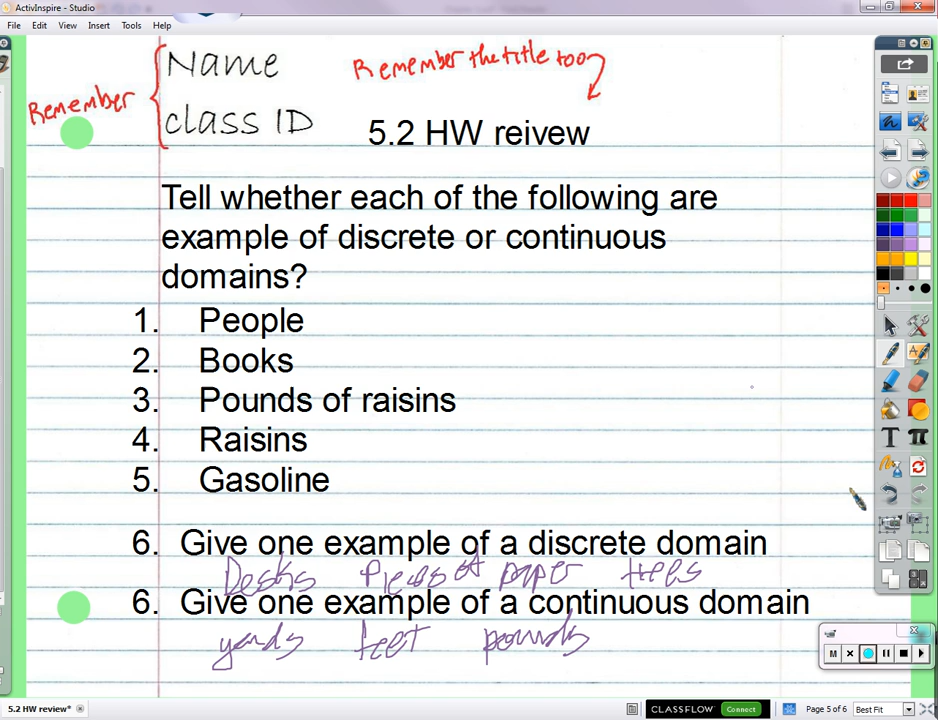 ActivInspire - Studio
File Edit View Insert Tools Help
Name
Remember the title too
Remember
class ID
5.2 HW reivew
Tell whether each of the following are
example of discrete or continuous
domains?
1. People
2. Books
3. Pounds of raisins
4. Raisins
5. Gasoline
6. Give one example of a discrete domain
Desks Pieces of paper trees
6. Give one example of a continuous domain
yards feet pounds
M
5.2 HW review*
CLASSFLOW Connect
Page 5 of 6
Best Fit